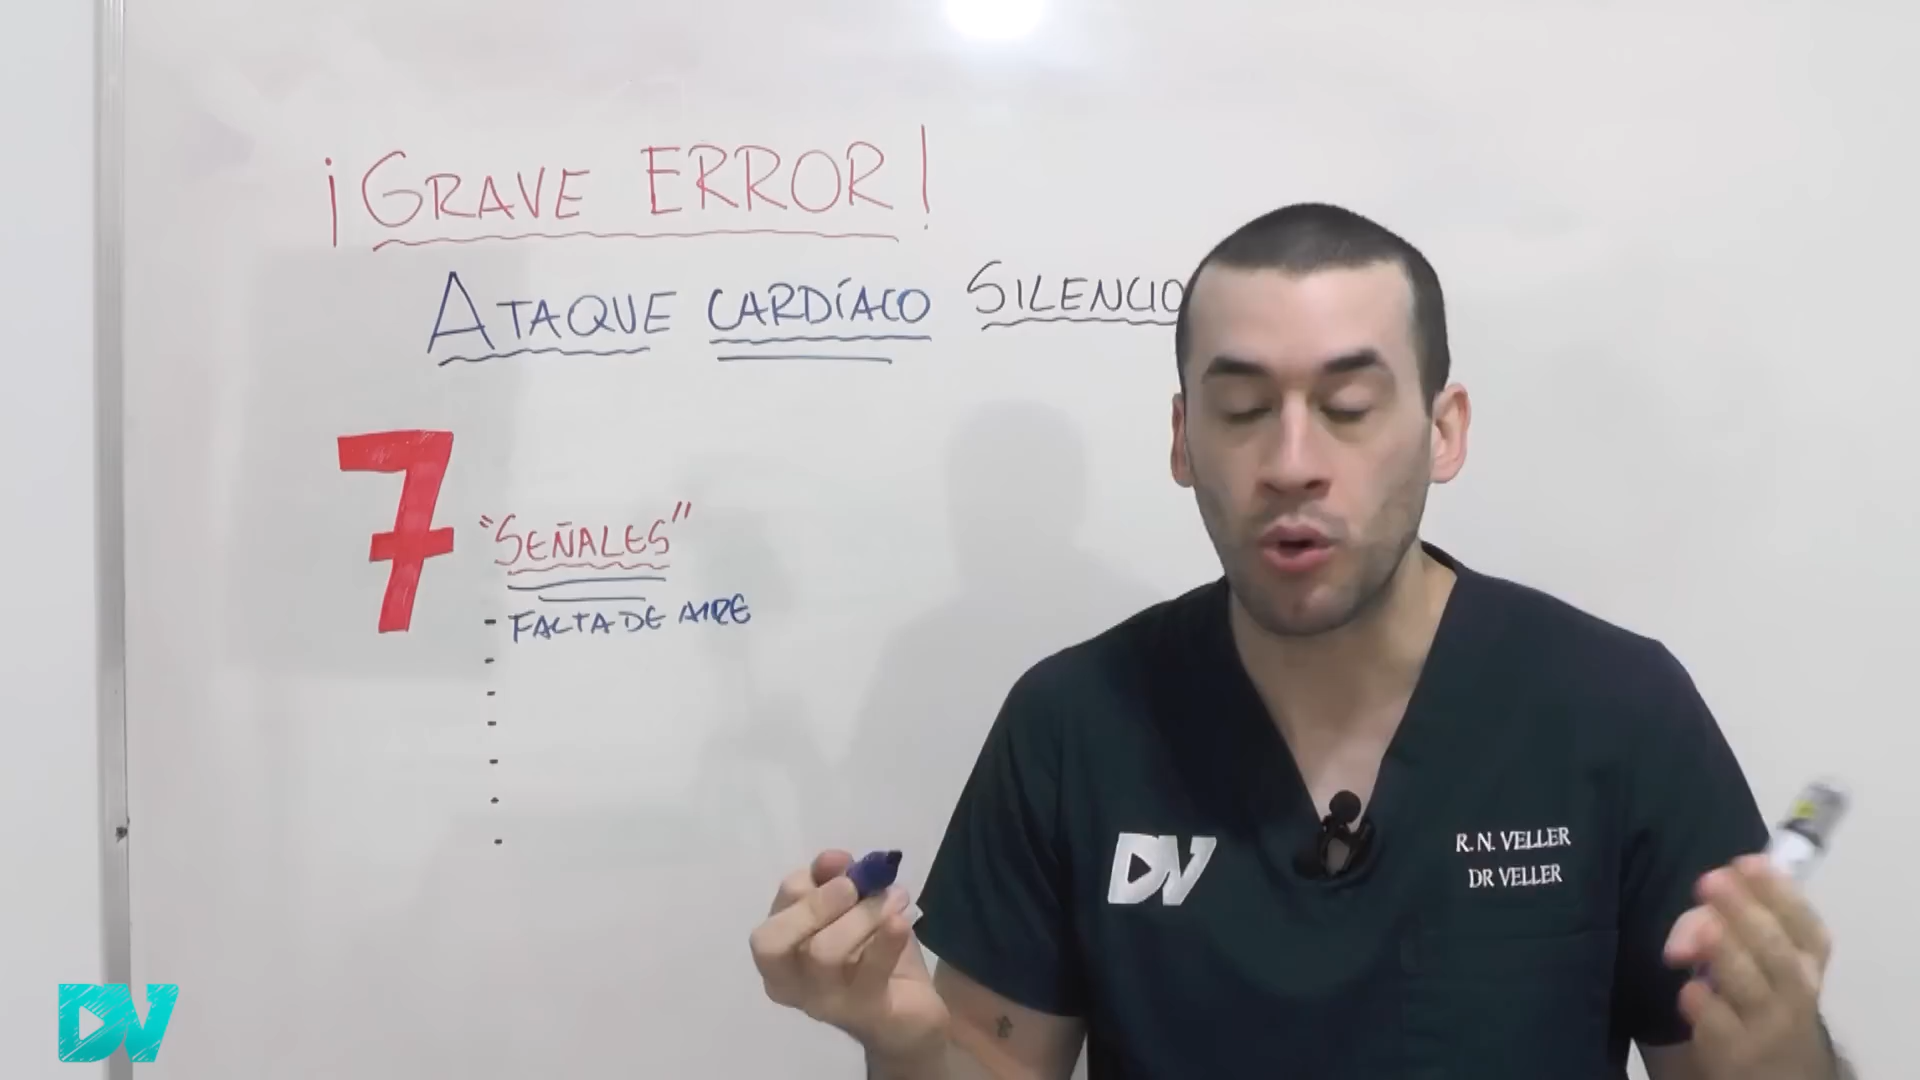 ¡GRAVE ERROR!
ATAQUE CARDÍACO SILENCIO
7
"SEÑALES"
- FALTA DE AIRE
DV
R. N. VELLER
DR VELLER
DV